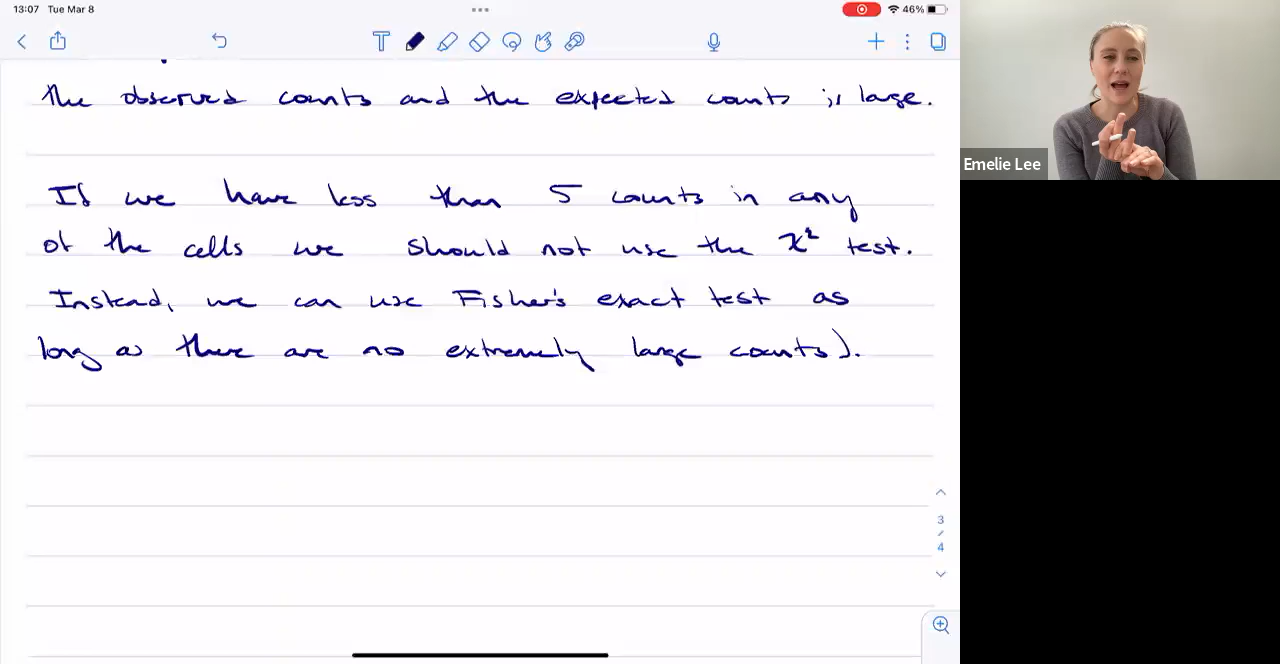 13:07 Tue Mar 8
46%
the observed counts and the expected counts is large.
Emelie Lee
If we have less than 5 counts in any
of the cells we should not use the χ² test.
Instead, we can use Fisher's exact test as
long as there are no extremely large counts).
3
/
4